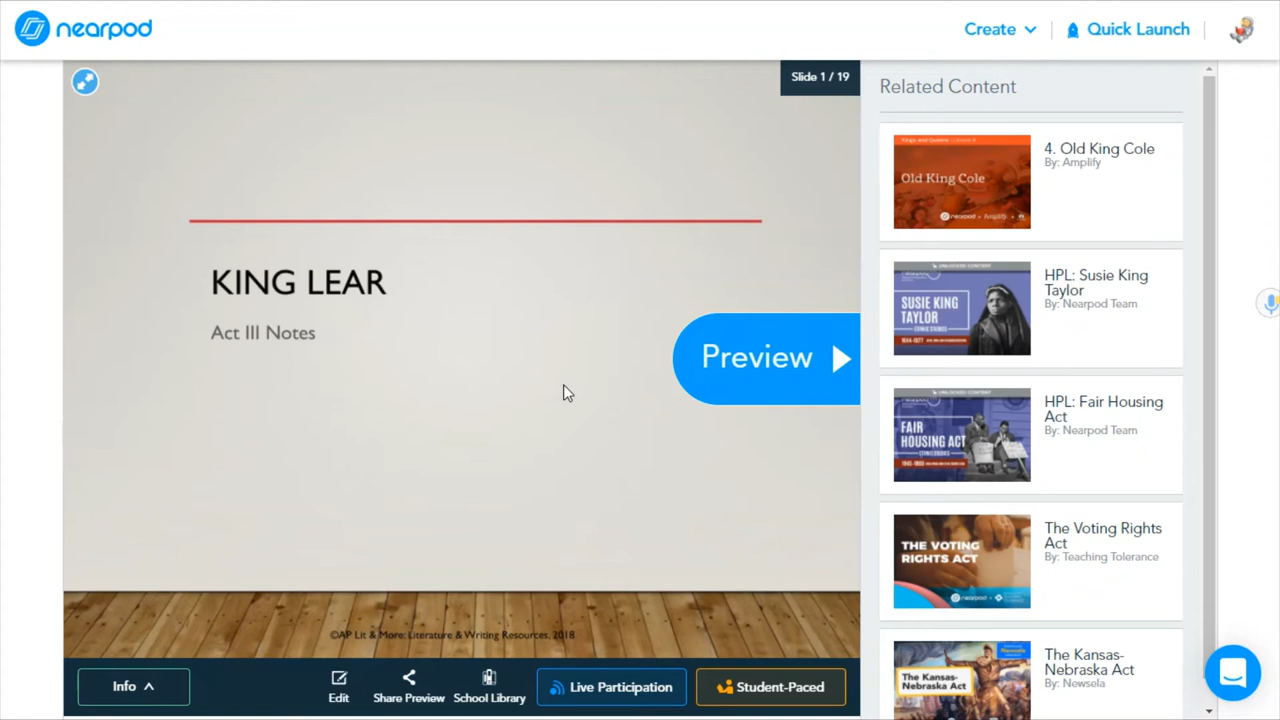 nearpod
Create
Quick Launch
Slide 1 / 19
KING LEAR
Act III Notes
Preview
©AP Lit & More: Literature & Writing Resources, 2018
Info
Edit
Share Preview
School Library
Live Participation
Student-Paced
Related Content
Old King Cole
nearpod + Amplify +
4. Old King Cole
By: Amplify
SUSIE KING
TAYLOR
HPL: Susie King
Taylor
By: Nearpod Team
FAIR
HOUSING ACT
HPL: Fair Housing
Act
By: Nearpod Team
THE VOTING
RIGHTS ACT
nearpod +
The Voting Rights
Act
By: Teaching Tolerance
The Kansas-
Nebraska Act
The Kansas-
Nebraska Act
By: Newsela